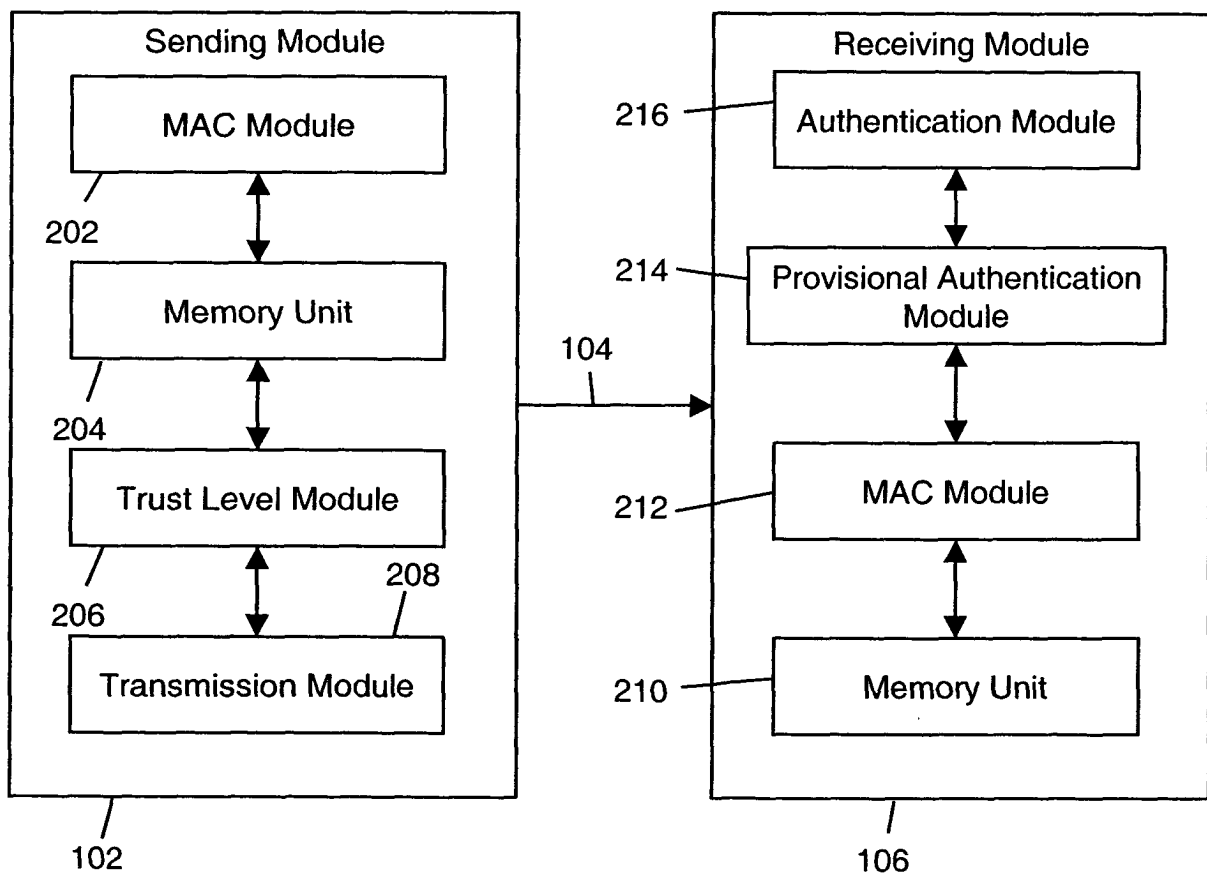 Sending Module
MAC Module
202
Memory Unit
204
Trust Level Module
206
208
Transmission Module
102
104
Receiving Module
216
Authentication Module
214
Provisional Authentication
Module
212
MAC Module
210
Memory Unit
106